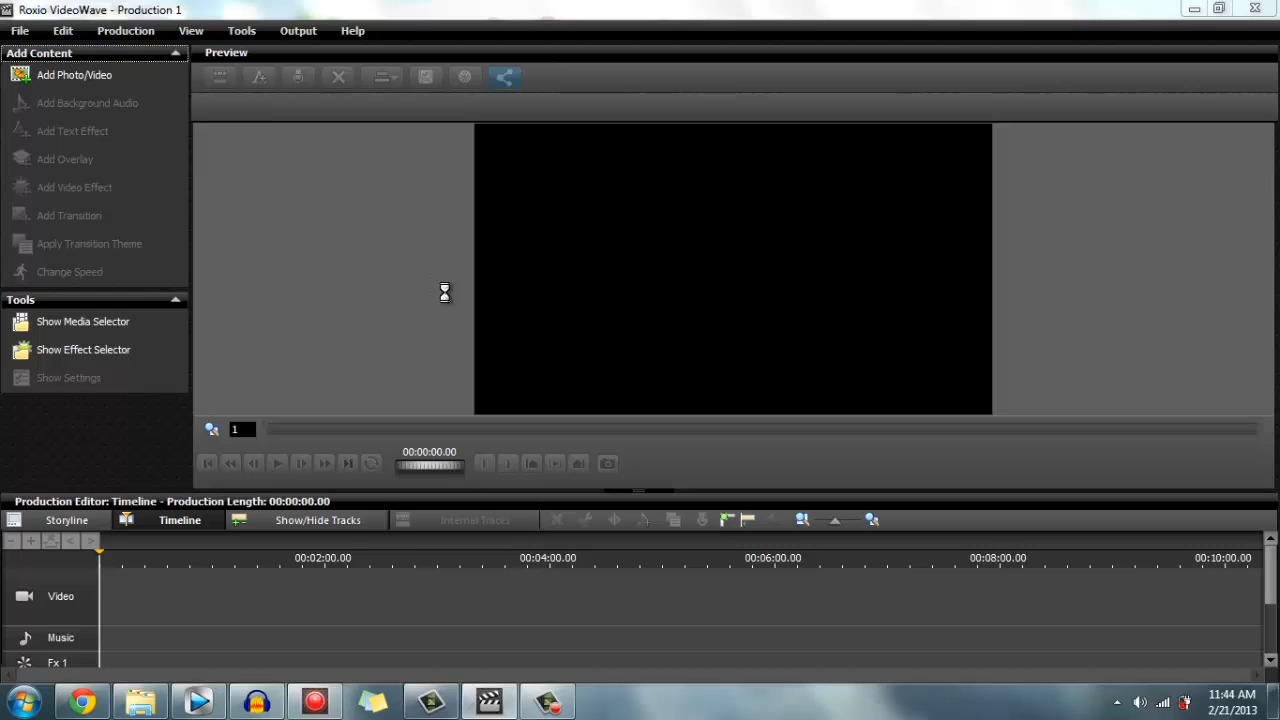 Roxio VideoWave - Production 1
File Edit Production View Tools Output Help
Add Content
Preview
Add Photo/Video
Add Background Audio
Add Text Effect
Add Overlay
Add Video Effect
Add Transition
Apply Transition Theme
Change Speed
Tools
Show Media Selector
Show Effect Selector
Show Settings
1
00:00:00.00
Production Editor: Timeline - Production Length: 00:00:00.00
Storyline Timeline Show/Hide Tracks Internal Tracks
00:02:00.00 00:04:00.00 00:06:00.00 00:08:00.00 00:10:00.00
Video
Music
Fx 1
11:44 AM
2/21/2013